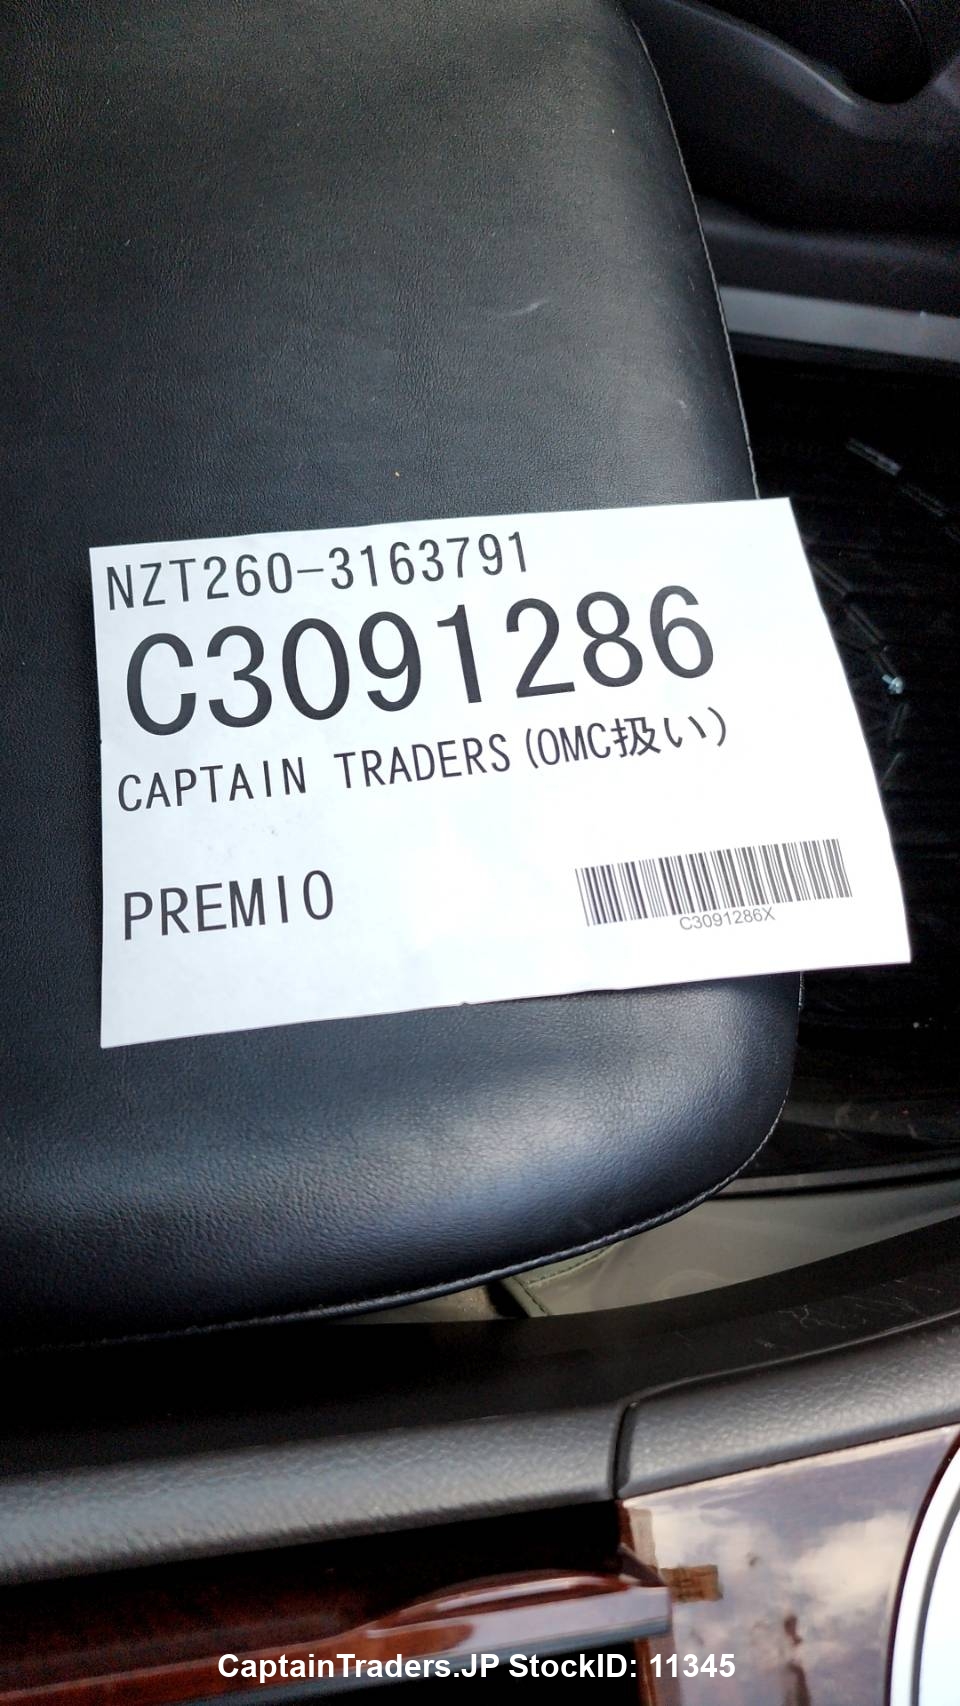 NZT260-3163791
C3091286
CAPTAIN TRADERS(OMC扱い)
PREMIO
C3091286X
CaptainTraders.JP StockID: 11345